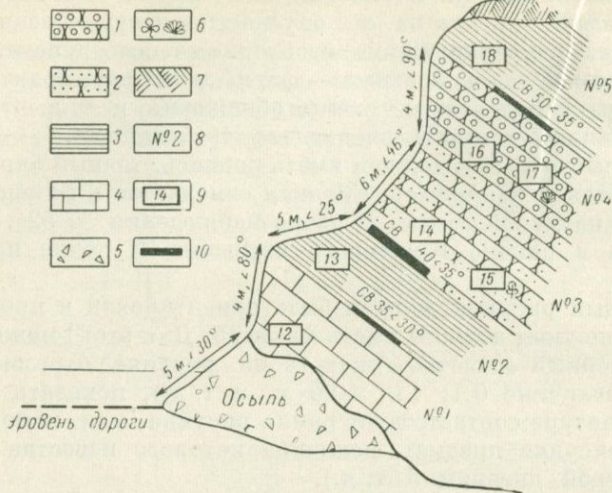 1 6
2 7
3 №2 8
4 14 9
5 10
18
СВ 50<35°
№5
4 м, <90°
16
17
№4
6 м, <46°
5 м, <25°
14
СВ 40<35°
15
№3
13
4 м, <80°
СВ 35<30°
№2
12
5 м, <30°
№1
Осыпь
Уровень дороги